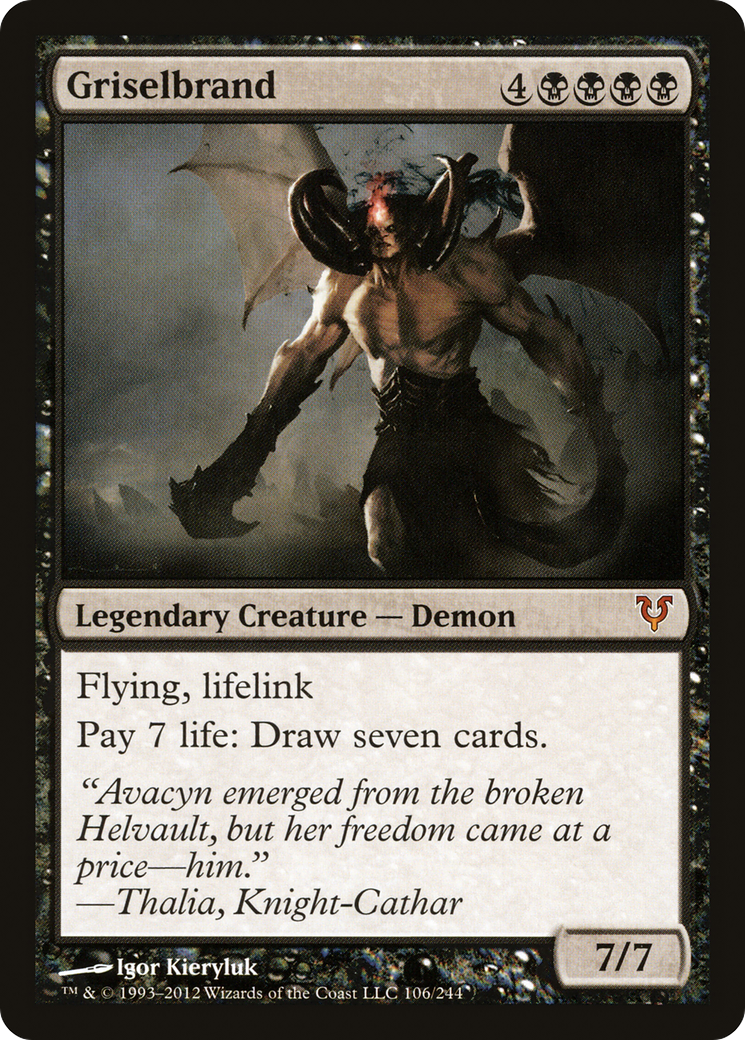 Griselbrand 4
Legendary Creature — Demon
Flying, lifelink
Pay 7 life: Draw seven cards.
“Avacyn emerged from the broken
Helvault, but her freedom came at a
price—him.”
—Thalia, Knight-Cathar
7/7
Igor Kieryluk
™ & © 1993–2012 Wizards of the Coast LLC 106/244